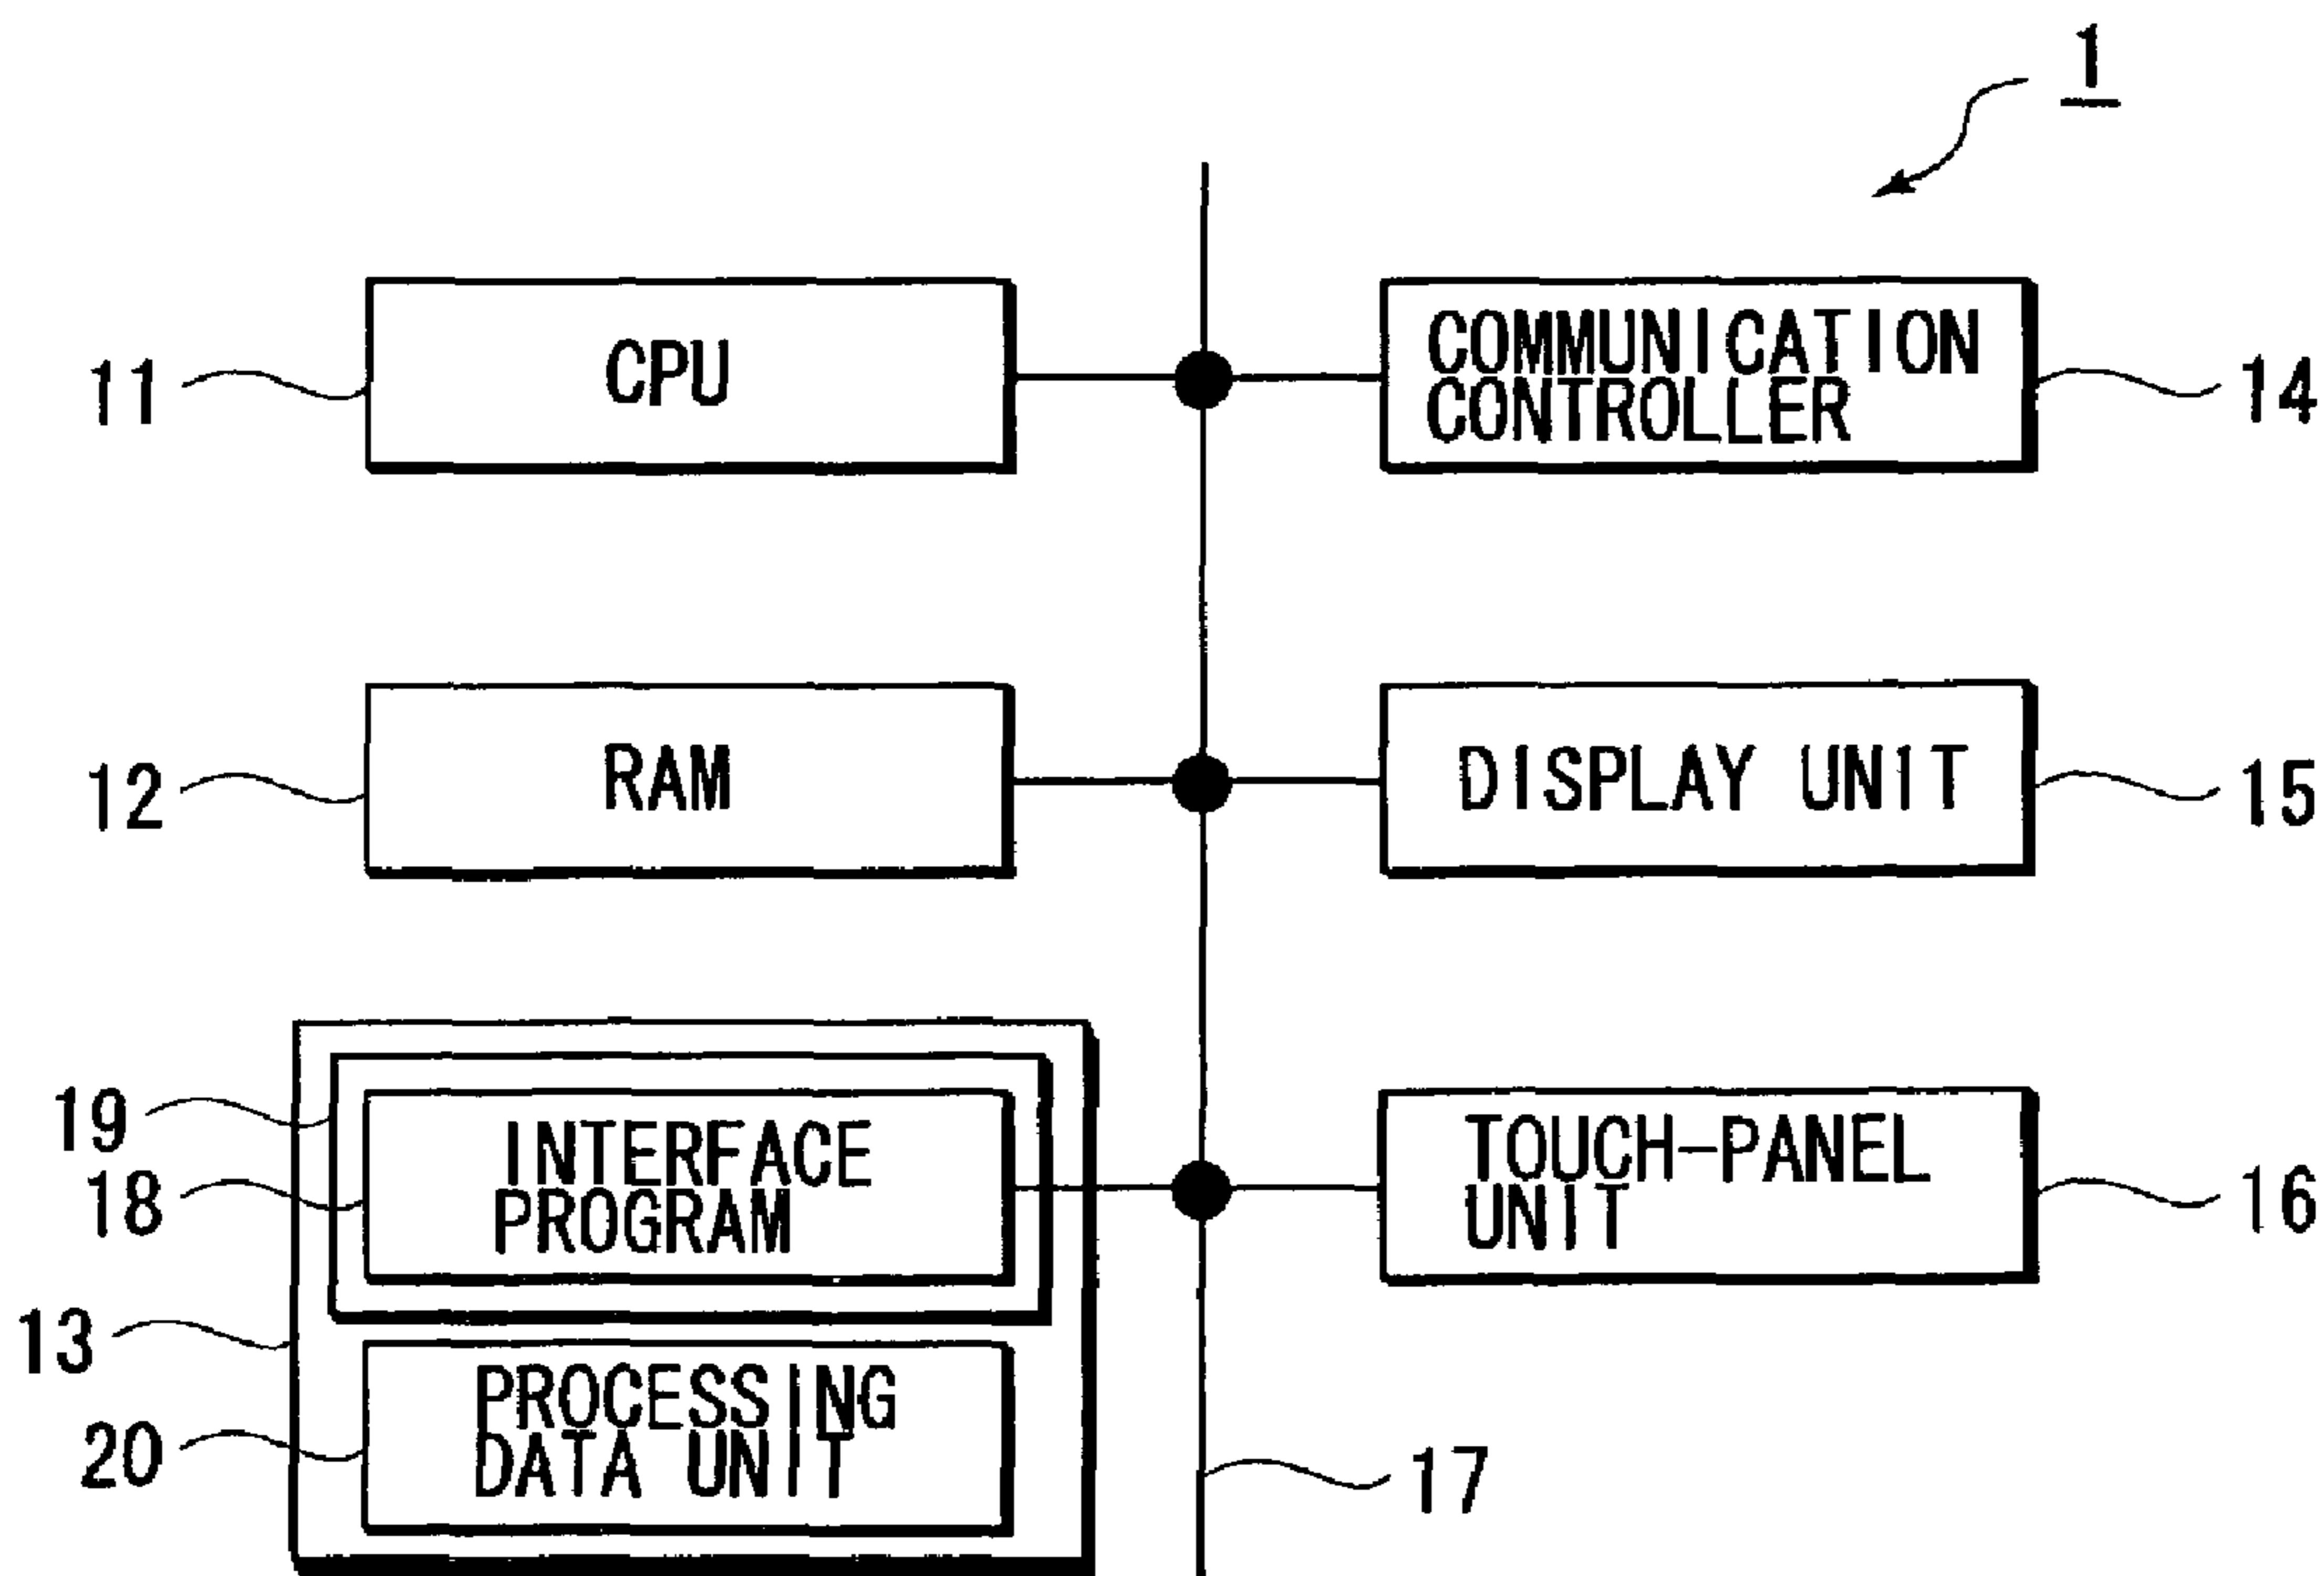 1
CPU
11
COMMUNICATION
CONTROLLER
14
RAM
12
DISPLAY UNIT
15
19
INTERFACE
PROGRAM
18
TOUCH-PANEL
UNIT
16
13
PROCESSING
DATA UNIT
20
17